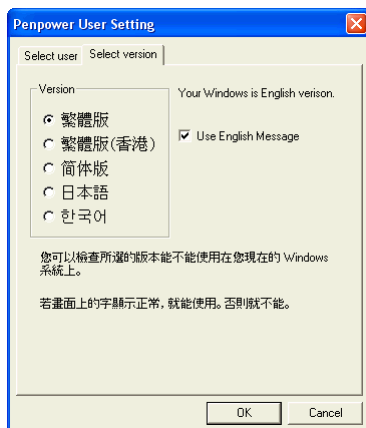 Penpower User Setting
Select user
Select version
Version
繁體版
繁體版(香港)
简体版
日本語
한국어
Your Windows is English verison.
Use English Message
您可以檢查所選的版本能不能使用在您現在的 Windows
系統上。
若畫面上的字顯示正常，就能使用。否則就不能。
OK
Cancel